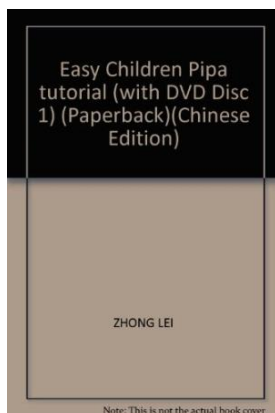 Easy Children Pipa
tutorial (with DVD Disc
1) (Paperback)(Chinese
Edition)
ZHONG LEI
Note: This is not the actual book cover